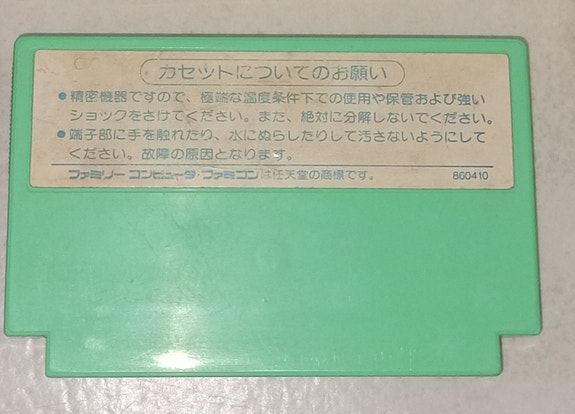 カセットについてのお願い
●精密機器ですので、極端な温度条件下での使用や保管および強い
ショックをさけてください。また、絶対に分解しないでください。
●端子部に手を触れたり、水にぬらしたりして汚さないようにして
ください。故障の原因となります。
ファミリー コンピュータ・ファミコンは任天堂の商標です。 860410